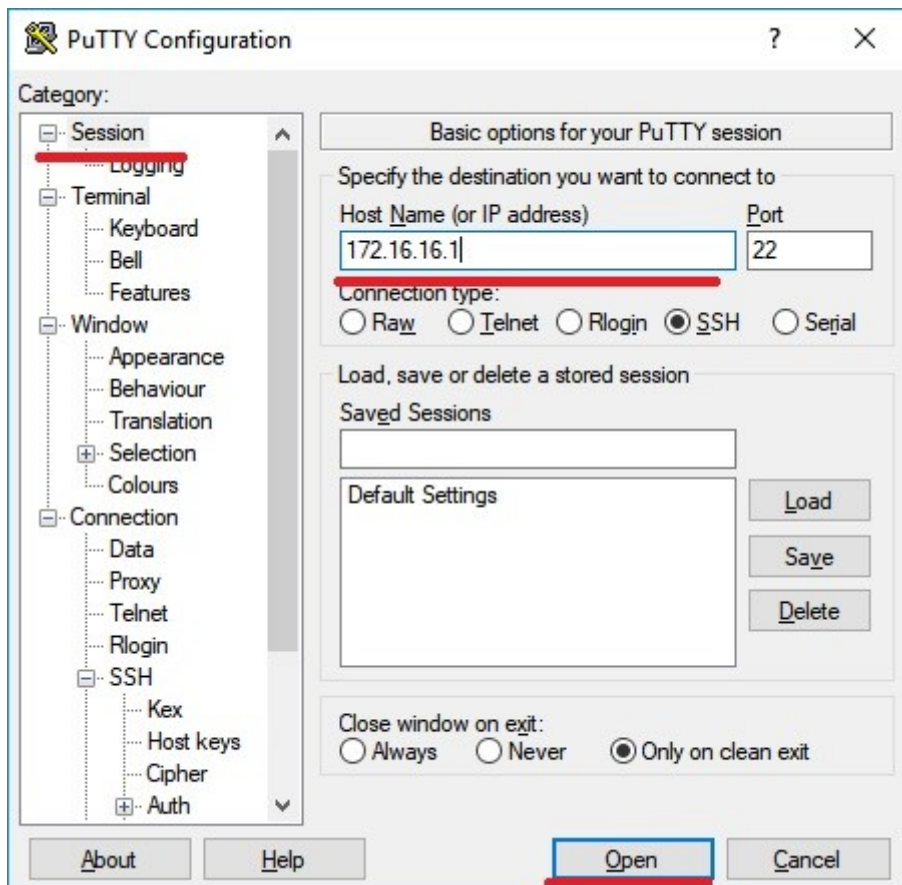 PuTTY Configuration
?
Category:
Session
Logging
Terminal
Keyboard
Bell
Features
Window
Appearance
Behaviour
Translation
Selection
Colours
Connection
Data
Proxy
Telnet
Rlogin
SSH
Kex
Host keys
Cipher
Auth
Basic options for your PuTTY session
Specify the destination you want to connect to
Host Name (or IP address) Port
172.16.16.1 22
Connection type:
Raw Telnet Rlogin SSH Serial
Load, save or delete a stored session
Saved Sessions
Default Settings
Load
Save
Delete
Close window on exit:
Always Never Only on clean exit
About Help Open Cancel